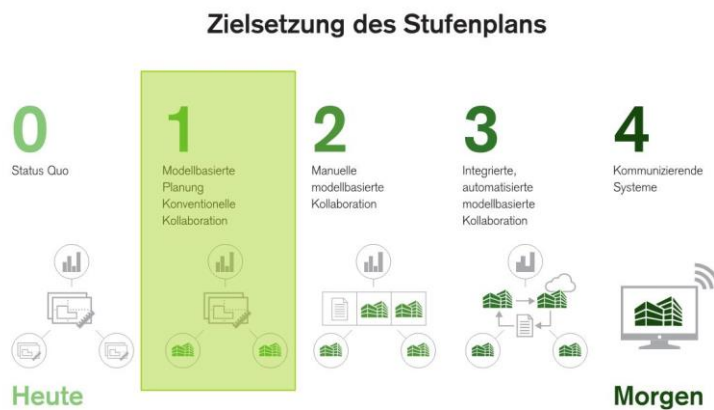 Zielsetzung des Stufenplans
0
Status Quo
1
Modellbasierte
Planung
Konventionelle
Kollaboration
2
Manuelle
modellbasierte
Kollaboration
3
Integrierte,
automatisierte
modellbasierte
Kollaboration
4
Kommunizierende
Systeme
Heute
Morgen